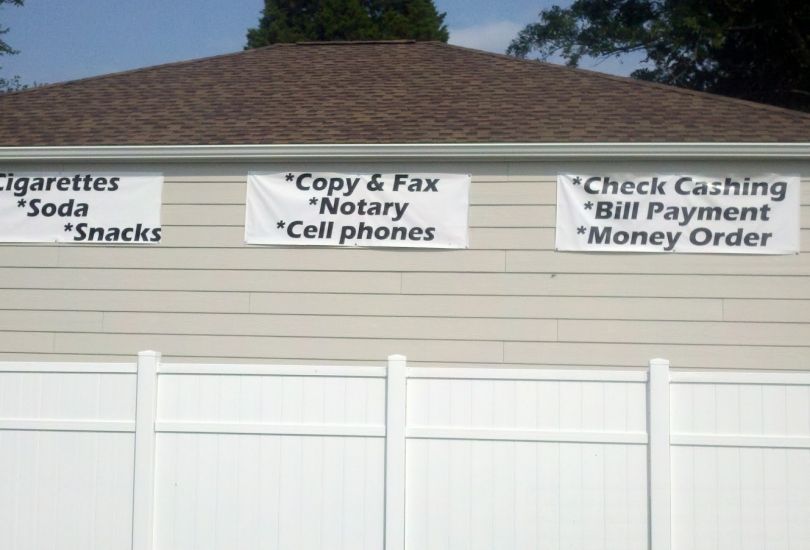 Cigarettes
*Soda
*Snacks
*Copy & Fax
*Notary
*Cell phones
*Check Cashing
*Bill Payment
*Money Order